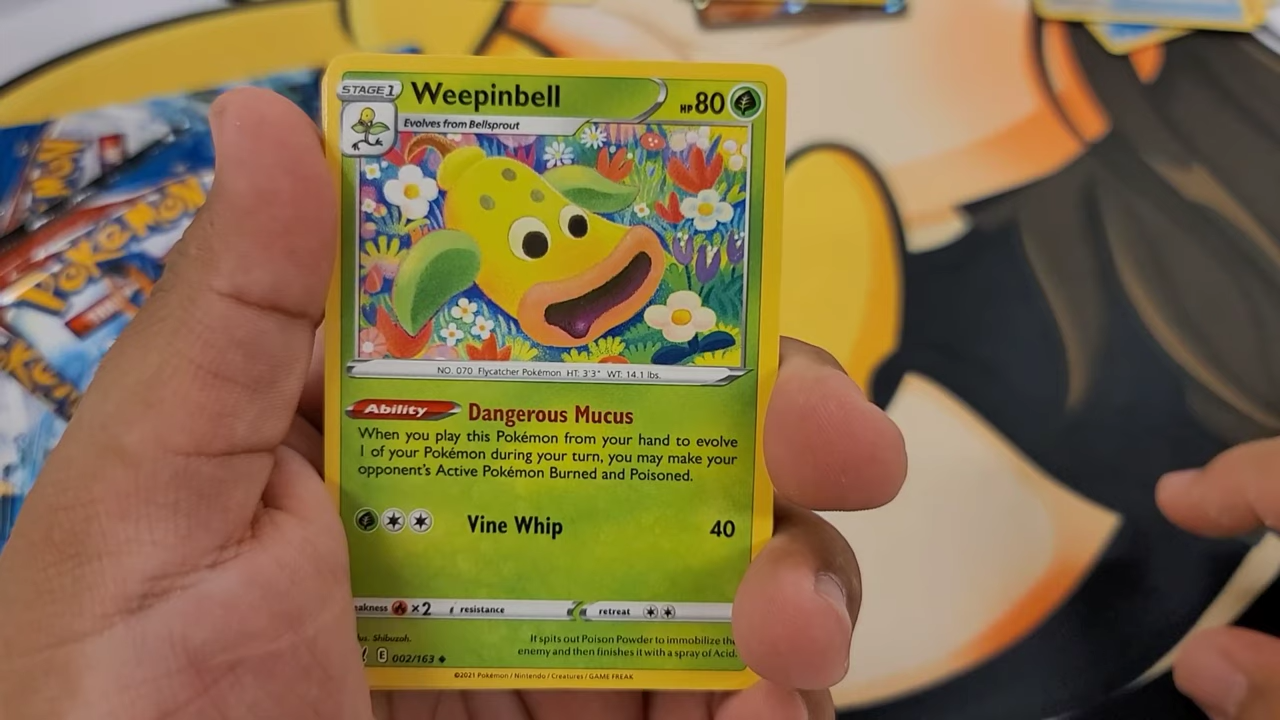 STAGE 1
Weepinbell
HP 80
Evolves from Bellsprout
NO. 070 Flycatcher Pokémon HT: 3'3" WT: 14.1 lbs.
Ability Dangerous Mucus
When you play this Pokémon from your hand to evolve
1 of your Pokémon during your turn, you may make your
opponent's Active Pokémon Burned and Poisoned.
Vine Whip 40
eakness ×2 resistance retreat
us. Shibuzoh.
It spits out Poison Powder to immobilize the
enemy and then finishes it with a spray of Acid.
E 002/163
©2021 Pokémon / Nintendo / Creatures / GAME FREAK
POKéMON